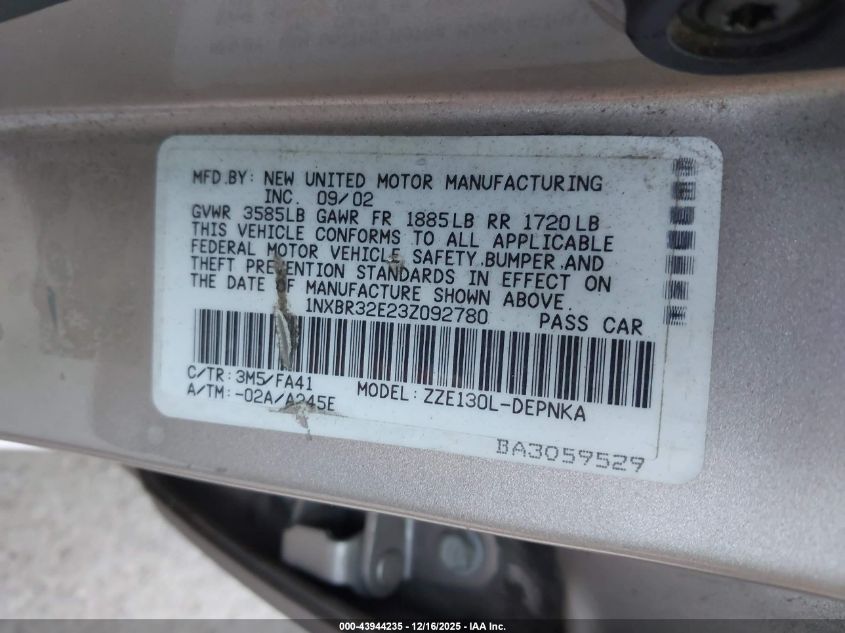 MFD.BY: NEW UNITED MOTOR MANUFACTURING
INC. 09/02
GVWR 3585LB GAWR FR 1885LB RR 1720LB
THIS VEHICLE CONFORMS TO ALL APPLICABLE
FEDERAL MOTOR VEHICLE SAFETY.BUMPER.AND
THEFT PREVENTION STANDARDS IN EFFECT ON
THE DATE OF MANUFACTURE SHOWN ABOVE.
1NXBR32E23Z092780 PASS CAR
C/TR:3M5/FA41 MODEL:ZZE130L-DEPNKA
A/TM:-02A/A245E
BA3059529
000-43944235 - 12/16/2025 - IAA Inc.